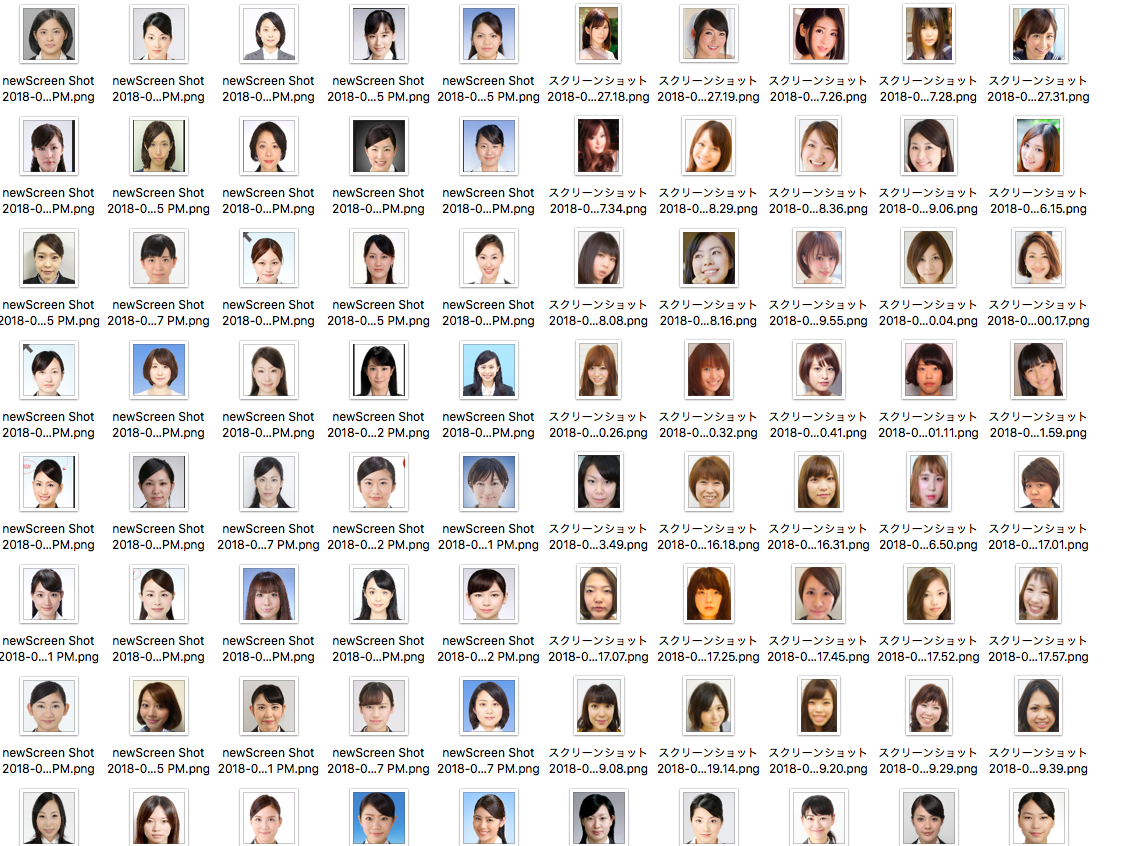 newScreen Shot newScreen Shot newScreen Shot newScreen Shot newScreen Shot スクリーンショット スクリーンショット スクリーンショット スクリーンショット スクリーンショット
2018-0...PM.png 2018-0...PM.png 2018-0...PM.png 2018-0...5 PM.png 2018-0...5 PM.png 2018-0...27.18.png 2018-0...27.19.png 2018-0...7.26.png 2018-0...7.28.png 2018-0...27.31.png
newScreen Shot newScreen Shot newScreen Shot newScreen Shot newScreen Shot スクリーンショット スクリーンショット スクリーンショット スクリーンショット スクリーンショット
2018-0...PM.png 2018-0...5 PM.png 2018-0...PM.png 2018-0...PM.png 2018-0...PM.png 2018-0...7.34.png 2018-0...8.29.png 2018-0...8.36.png 2018-0...9.06.png 2018-0...6.15.png
newScreen Shot newScreen Shot newScreen Shot newScreen Shot newScreen Shot スクリーンショット スクリーンショット スクリーンショット スクリーンショット スクリーンショット
2018-0...5 PM.png 2018-0...7 PM.png 2018-0...PM.png 2018-0...5 PM.png 2018-0...PM.png 2018-0...8.08.png 2018-0...8.16.png 2018-0...9.55.png 2018-0...0.04.png 2018-0...00.17.png
newScreen Shot newScreen Shot newScreen Shot newScreen Shot newScreen Shot スクリーンショット スクリーンショット スクリーンショット スクリーンショット スクリーンショット
2018-0...PM.png 2018-0...PM.png 2018-0...PM.png 2018-0...2 PM.png 2018-0...PM.png 2018-0...0.26.png 2018-0...0.32.png 2018-0...0.41.png 2018-0...01.11.png 2018-0...1.59.png
newScreen Shot newScreen Shot newScreen Shot newScreen Shot newScreen Shot スクリーンショット スクリーンショット スクリーンショット スクリーンショット スクリーンショット
2018-0...PM.png 2018-0...PM.png 2018-0...7 PM.png 2018-0...2 PM.png 2018-0...1 PM.png 2018-0...3.49.png 2018-0...16.18.png 2018-0...16.31.png 2018-0...6.50.png 2018-0...17.01.png
newScreen Shot newScreen Shot newScreen Shot newScreen Shot newScreen Shot スクリーンショット スクリーンショット スクリーンショット スクリーンショット スクリーンショット
2018-0...1 PM.png 2018-0...PM.png 2018-0...PM.png 2018-0...PM.png 2018-0...2 PM.png 2018-0...17.07.png 2018-0...17.25.png 2018-0...17.45.png 2018-0...17.52.png 2018-0...17.57.png
newScreen Shot newScreen Shot newScreen Shot newScreen Shot newScreen Shot スクリーンショット スクリーンショット スクリーンショット スクリーンショット スクリーンショット
2018-0...PM.png 2018-0...5 PM.png 2018-0...1 PM.png 2018-0...7 PM.png 2018-0...7 PM.png 2018-0...9.08.png 2018-0...19.14.png 2018-0...9.20.png 2018-0...9.29.png 2018-0...9.39.png